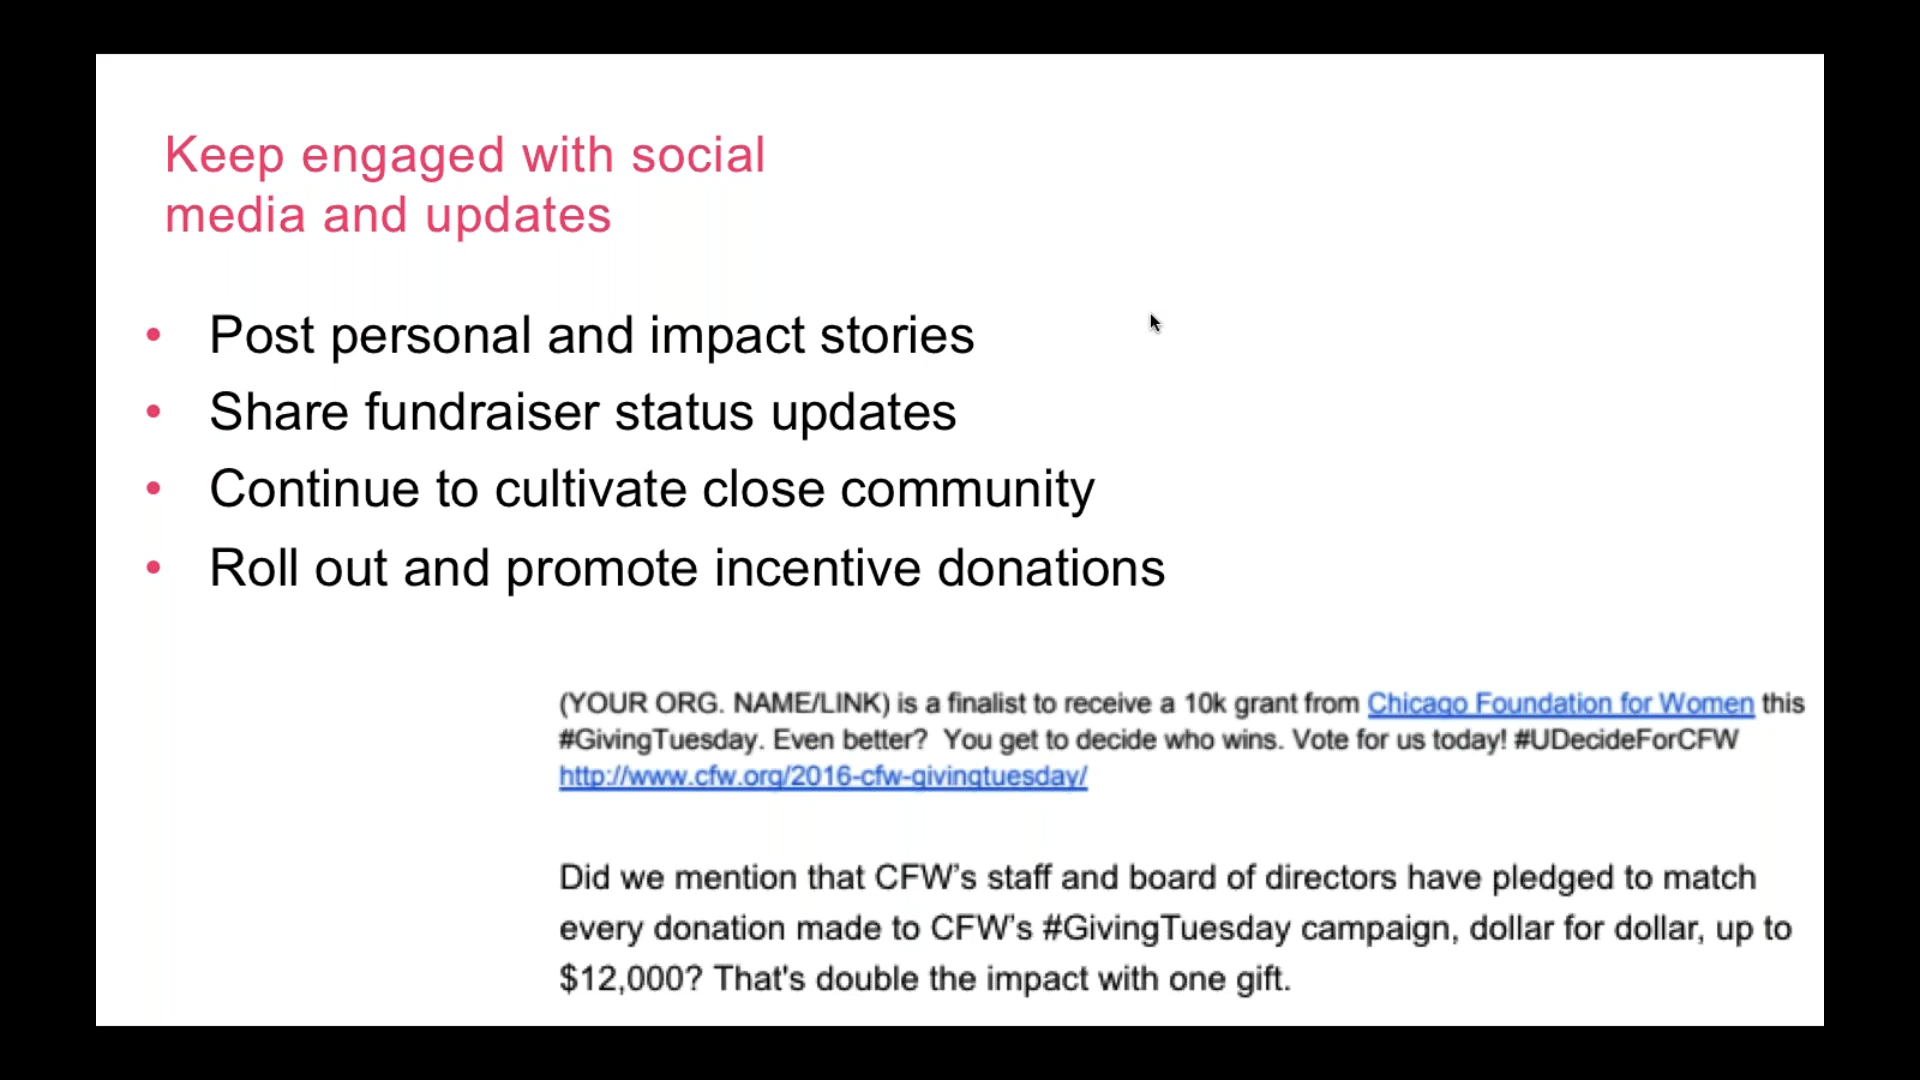 Keep engaged with social
media and updates
• Post personal and impact stories
• Share fundraiser status updates
• Continue to cultivate close community
• Roll out and promote incentive donations
(YOUR ORG. NAME/LINK) is a finalist to receive a 10k grant from Chicago Foundation for Women this
#GivingTuesday. Even better?  You get to decide who wins. Vote for us today! #UDecideForCFW
http://www.cfw.org/2016-cfw-givingtuesday/
Did we mention that CFW’s staff and board of directors have pledged to match
every donation made to CFW’s #GivingTuesday campaign, dollar for dollar, up to
$12,000? That's double the impact with one gift.